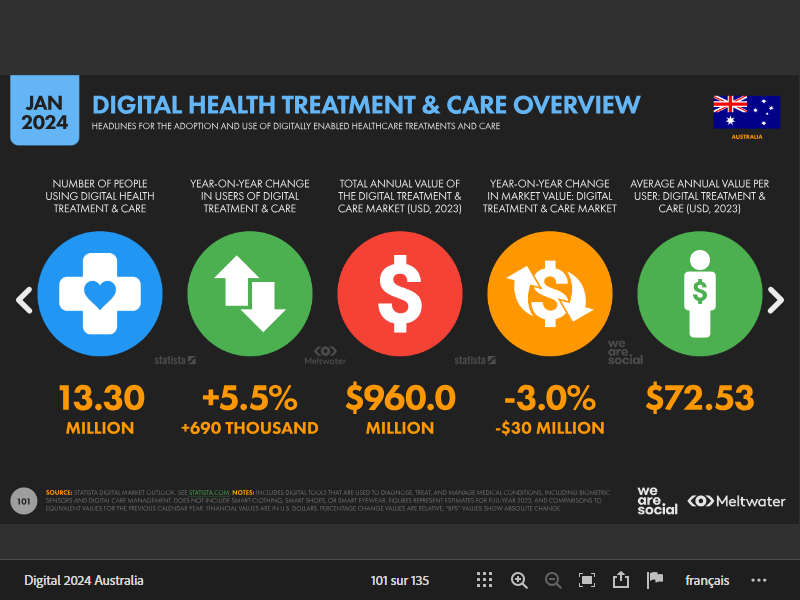 JAN
2024
DIGITAL HEALTH TREATMENT & CARE OVERVIEW
HEADLINES FOR THE ADOPTION AND USE OF DIGITALLY ENABLED HEALTHCARE TREATMENTS AND CARE
AUSTRALIA
NUMBER OF PEOPLE
USING DIGITAL HEALTH
TREATMENT & CARE
YEAR-ON-YEAR CHANGE
IN USERS OF DIGITAL
TREATMENT & CARE
TOTAL ANNUAL VALUE OF
THE DIGITAL TREATMENT &
CARE MARKET (USD, 2023)
YEAR-ON-YEAR CHANGE
IN MARKET VALUE: DIGITAL
TREATMENT & CARE MARKET
AVERAGE ANNUAL VALUE PER
USER: DIGITAL TREATMENT &
CARE (USD, 2023)
$
$
$
statista
Meltwater
statista
we
are.
social
13.30
MILLION
+5.5%
+690 THOUSAND
$960.0
MILLION
-3.0%
-$30 MILLION
$72.53
101
SOURCE: STATISTA DIGITAL MARKET OUTLOOK. SEE STATISTA.COM. NOTES: INCLUDES DIGITAL TOOLS THAT ARE USED TO DIAGNOSE, TREAT, AND MANAGE MEDICAL CONDITIONS, INCLUDING BIOMETRIC
SENSORS AND DIGITAL CARE MANAGEMENT. DOES NOT INCLUDE SMART CLOTHING, SMART SHOES, OR SMART EYEWEAR. FIGURES REPRESENT ESTIMATES FOR FULL-YEAR 2023, AND COMPARISONS TO
EQUIVALENT VALUES FOR THE PREVIOUS CALENDAR YEAR. FINANCIAL VALUES ARE IN U.S. DOLLARS. PERCENTAGE CHANGE VALUES ARE RELATIVE; "BPS" VALUES SHOW ABSOLUTE CHANGE.
we
are.
social
Meltwater
Digital 2024 Australia
101 sur 135
français